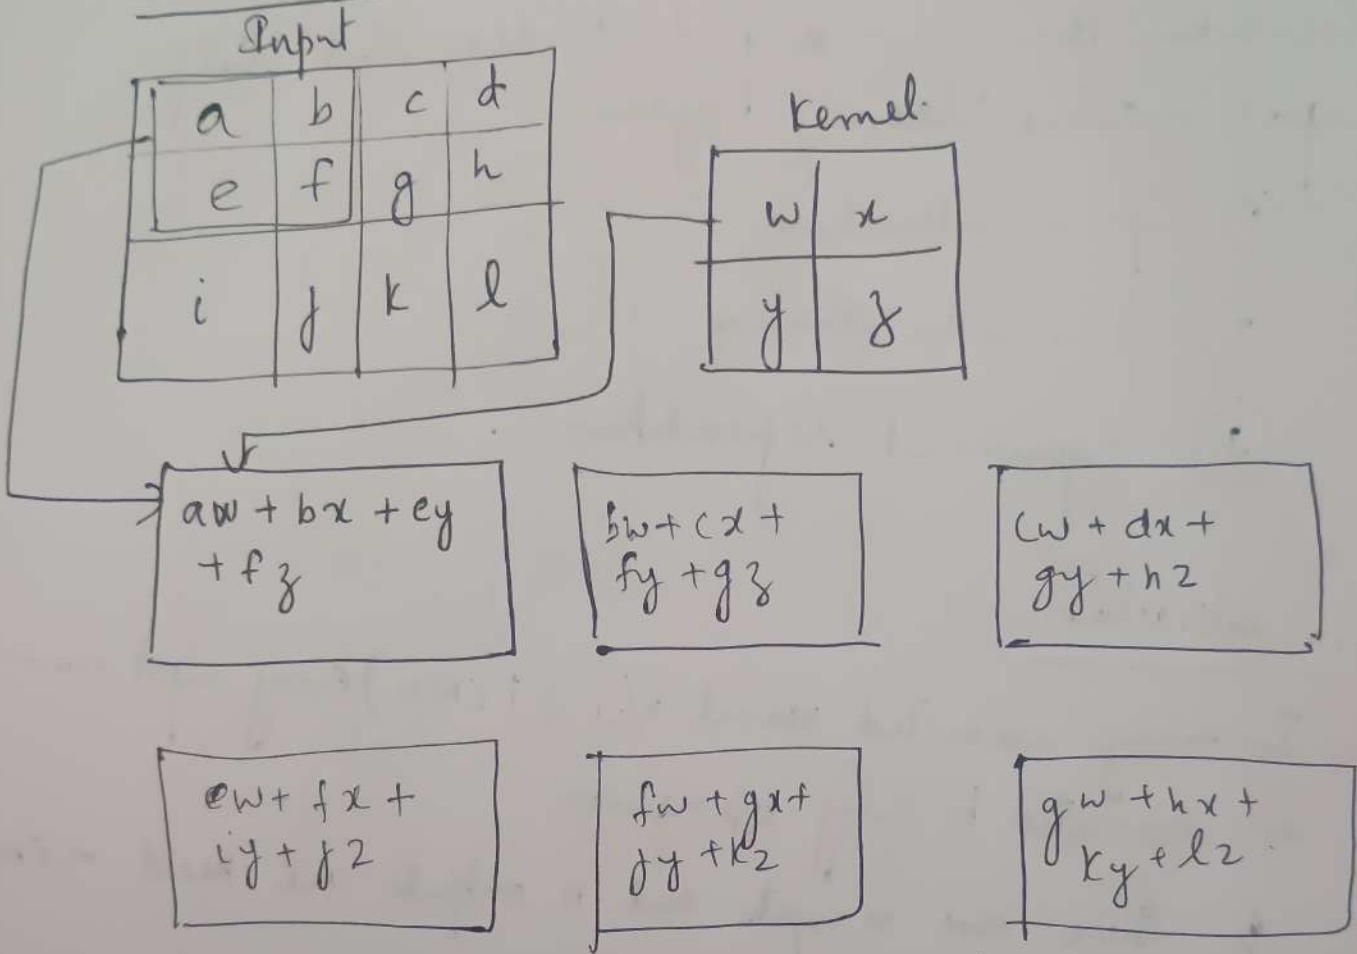 Input
a b c d
e f g h
i j k l
Kernel.
w x
y z
aw + bx + ey
+ fz
bw + cx +
fy + gz
cw + dx +
gy + hz
ew + fx +
iy + jz
fw + gx +
jy + kz
gw + hx +
ky + lz